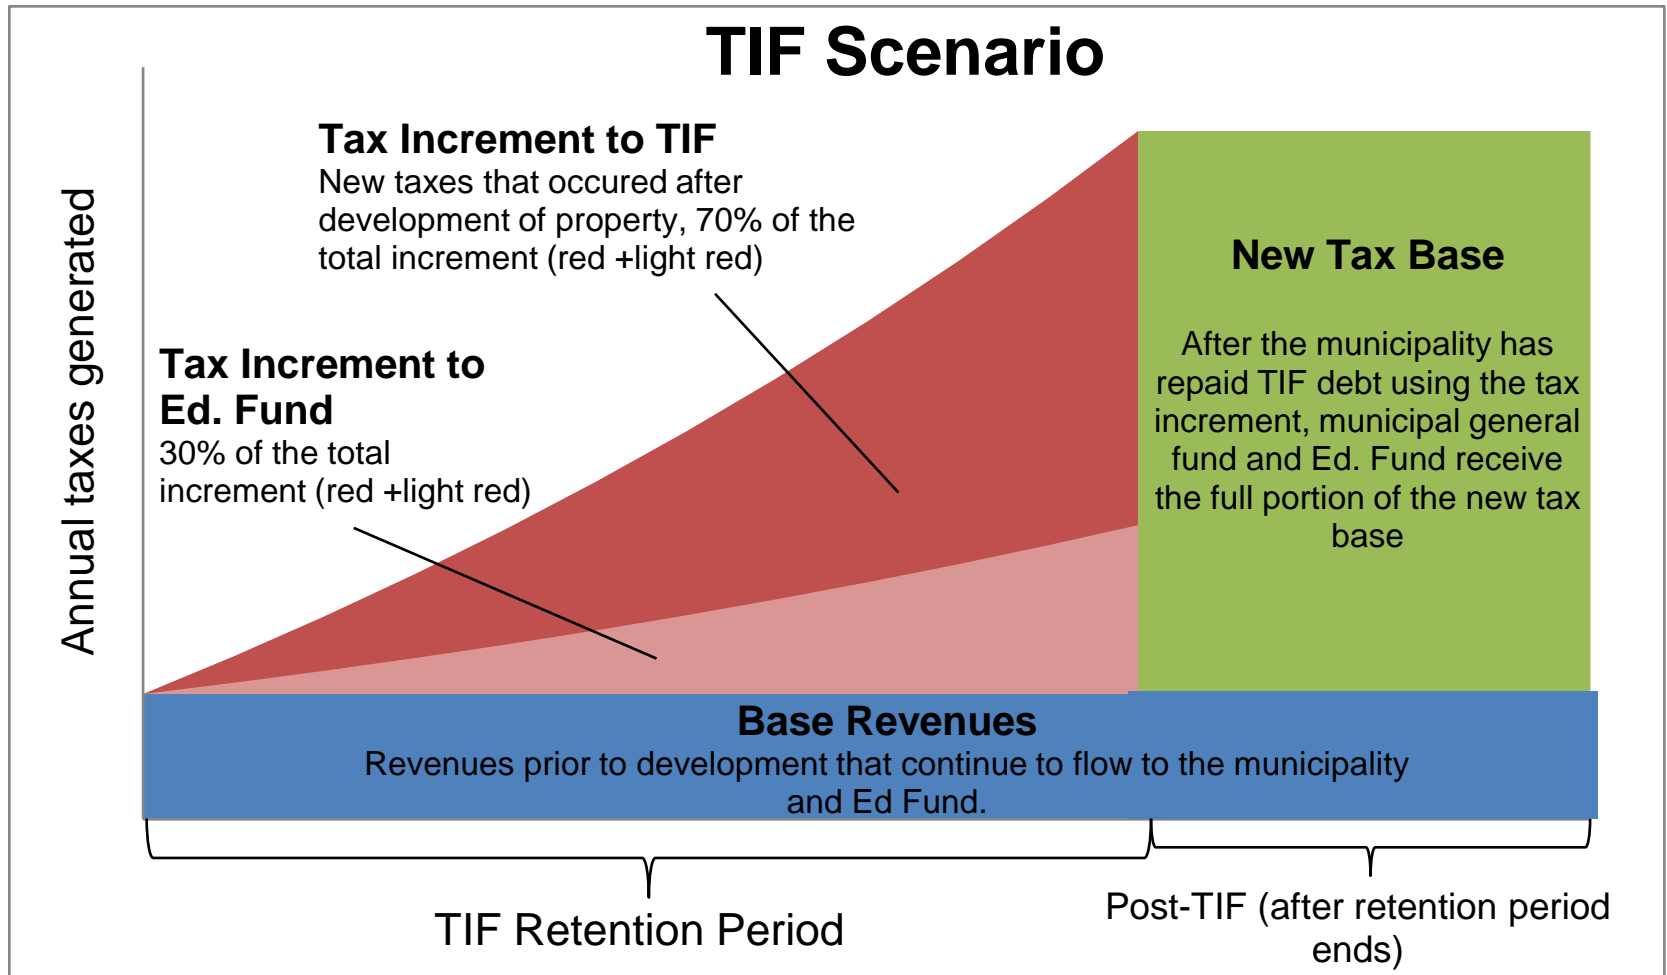 TIF Scenario
Annual taxes generated
Tax Increment to TIF
New taxes that occured after
development of property, 70% of the
total increment (red +light red)
Tax Increment to
Ed. Fund
30% of the total
increment (red +light red)
New Tax Base
After the municipality has
repaid TIF debt using the tax
increment, municipal general
fund and Ed. Fund receive
the full portion of the new tax
base
Base Revenues
Revenues prior to development that continue to flow to the municipality
and Ed Fund.
TIF Retention Period
Post-TIF (after retention period
ends)